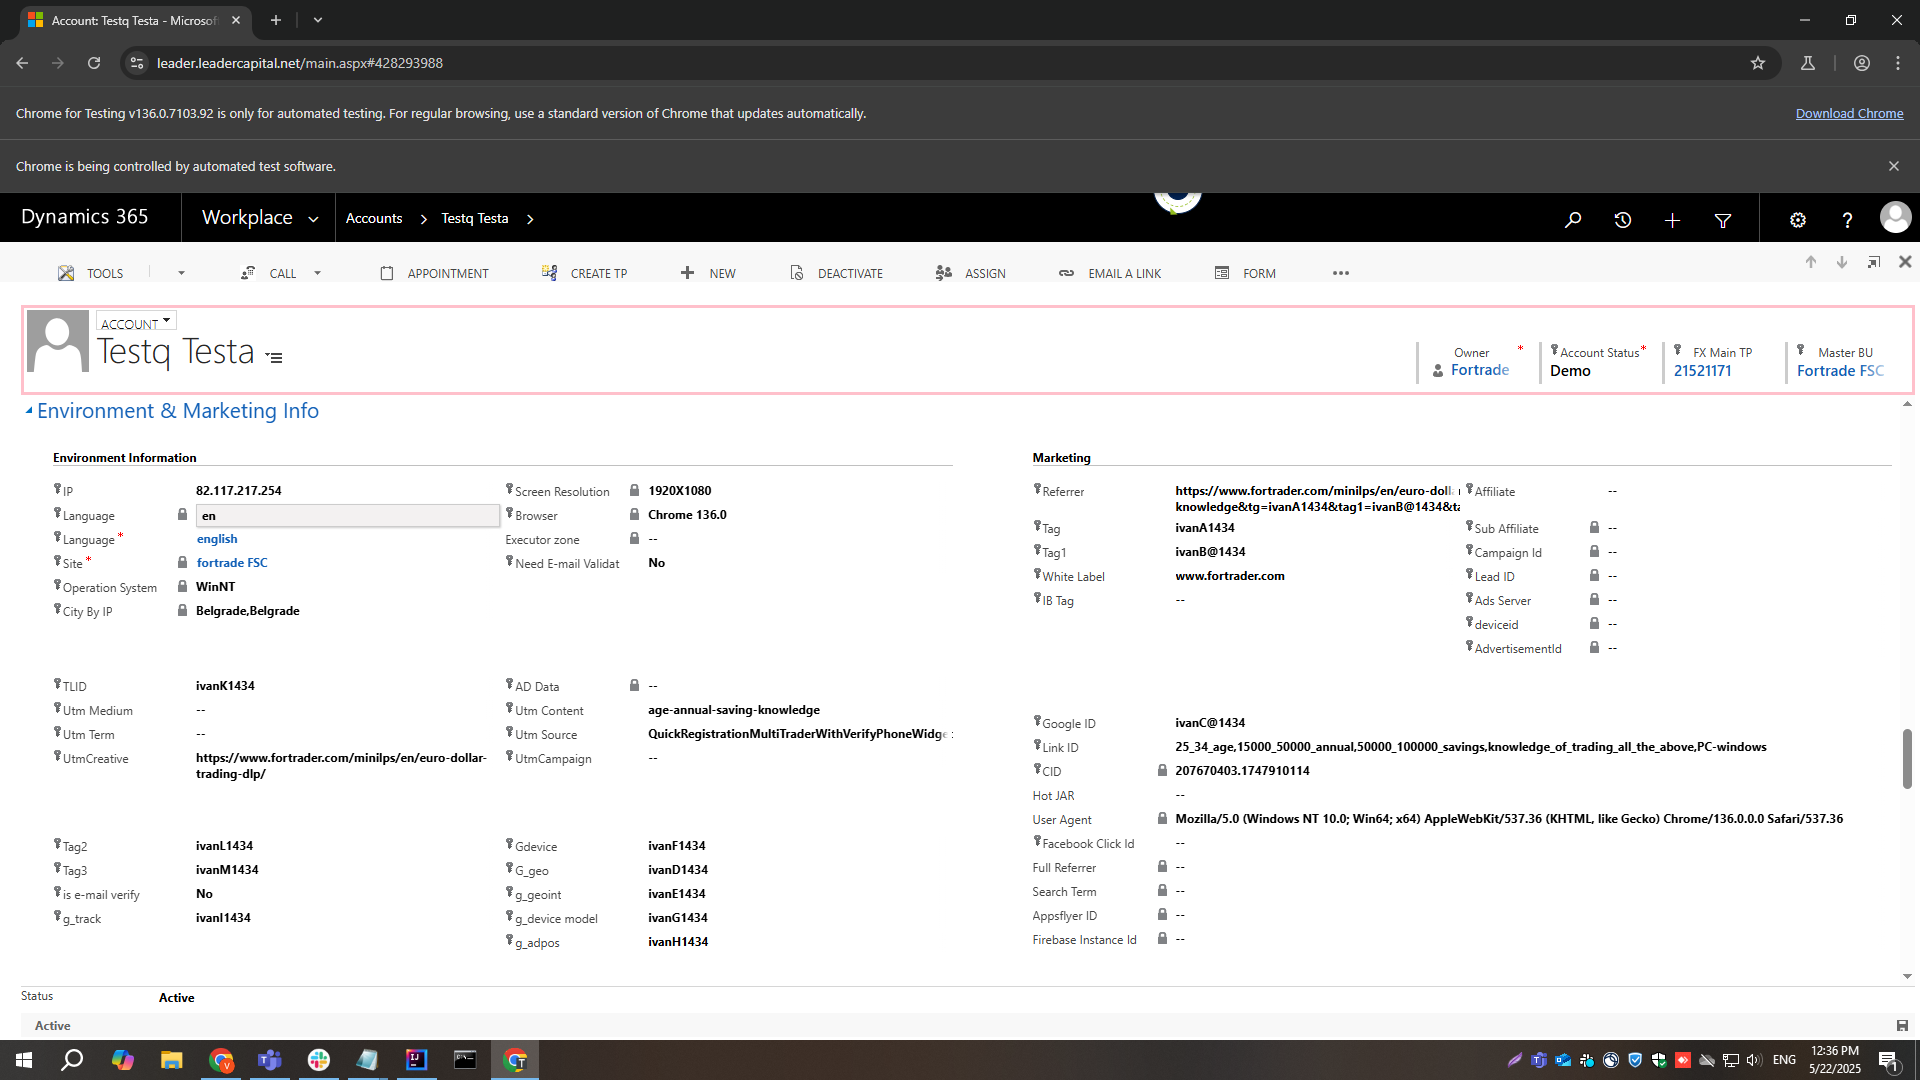 Account: Testq Testa - Microsof
leader.leadercapital.net/main.aspx#428293988
Chrome for Testing v136.0.7103.92 is only for automated testing. For regular browsing, use a standard version of Chrome that updates automatically.
Download Chrome
Chrome is being controlled by automated test software.
Dynamics 365
Workplace
Accounts
Testq Testa
TOOLS
CALL
APPOINTMENT
CREATE TP
NEW
DEACTIVATE
ASSIGN
EMAIL A LINK
FORM
ACCOUNT
Testq Testa
Owner *
Fortrade
Account Status *
Demo
FX Main TP
21521171
Master BU
Fortrade FSC
Environment & Marketing Info
Environment Information
IP 82.117.217.254
Language en
Language * english
Site * fortrade FSC
Operation System WinNT
City By IP Belgrade,Belgrade
Screen Resolution 1920X1080
Browser Chrome 136.0
Executor zone --
Need E-mail Validat No
TLID ivanK1434
Utm Medium --
Utm Term --
UtmCreative https://www.fortrader.com/minilps/en/euro-dollar-
trading-dlp/
AD Data --
Utm Content age-annual-saving-knowledge
Utm Source QuickRegistrationMultiTraderWithVerifyPhoneWidge
UtmCampaign --
Tag2 ivanL1434
Tag3 ivanM1434
is e-mail verify No
g_track ivanI1434
Gdevice ivanF1434
G_geo ivanD1434
g_geoint ivanE1434
g_device model ivanG1434
g_adpos ivanH1434
Marketing
Referrer https://www.fortrader.com/minilps/en/euro-dolla
knowledge&tg=ivanA1434&tag1=ivanB@1434&ta
Tag ivanA1434
Tag1 ivanB@1434
White Label www.fortrader.com
IB Tag --
Affiliate --
Sub Affiliate --
Campaign Id --
Lead ID --
Ads Server --
deviceid --
AdvertisementId --
Google ID ivanC@1434
Link ID 25_34_age,15000_50000_annual,50000_100000_savings,knowledge_of_trading_all_the_above,PC-windows
CID 207670403.1747910114
Hot JAR --
User Agent Mozilla/5.0 (Windows NT 10.0; Win64; x64) AppleWebKit/537.36 (KHTML, like Gecko) Chrome/136.0.0.0 Safari/537.36
Facebook Click Id --
Full Referrer --
Search Term --
Appsflyer ID --
Firebase Instance Id --
Status Active
Active
ENG
12:36 PM
5/22/2025
1